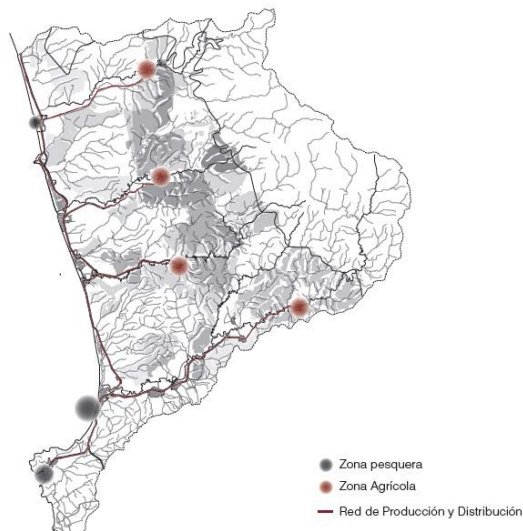 Zona pesquera
Zona Agrícola
Red de Producción y Distribución